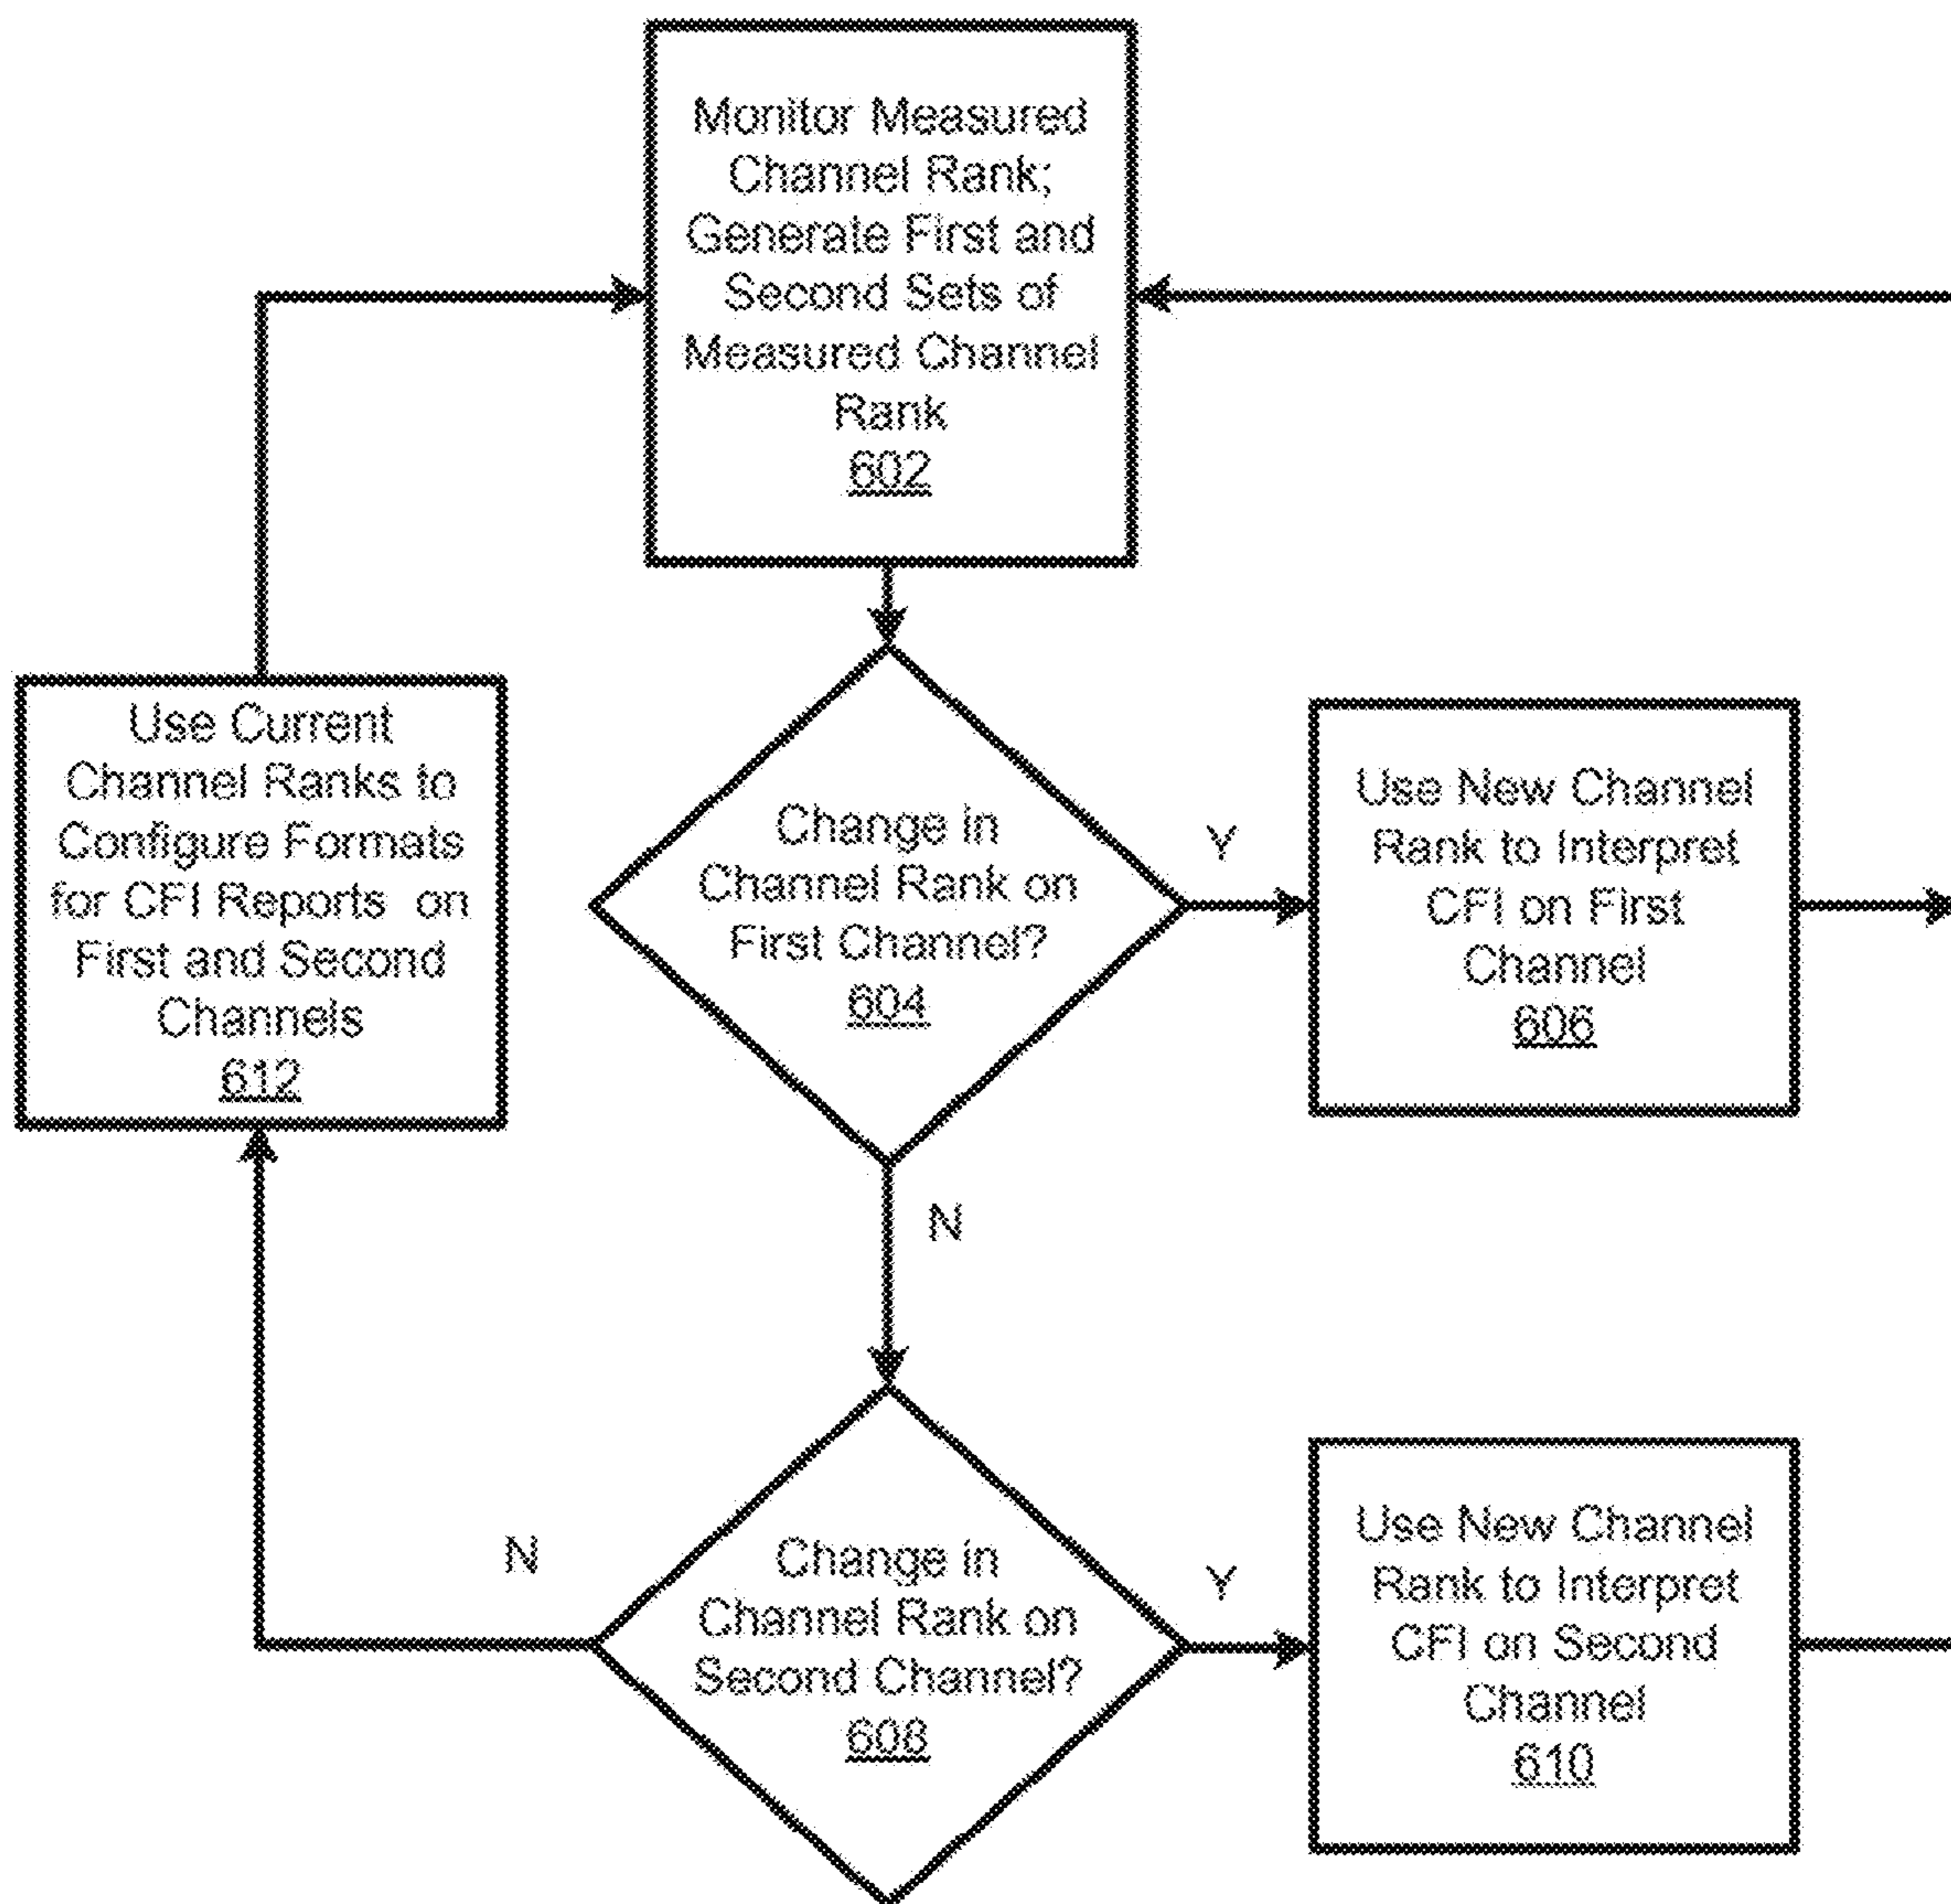 Monitor Measured
Channel Rank;
Generate First and
Second Sets of
Measured Channel
Rank
602
Use Current
Channel Ranks to
Configure Formats
for CFI Reports on
First and Second
Channels
612
Change in
Channel Rank on
First Channel?
604
Y
Use New Channel
Rank to Interpret
CFI on First
Channel
606
N
N
Change in
Channel Rank on
Second Channel?
608
Y
Use New Channel
Rank to Interpret
CFI on Second
Channel
610